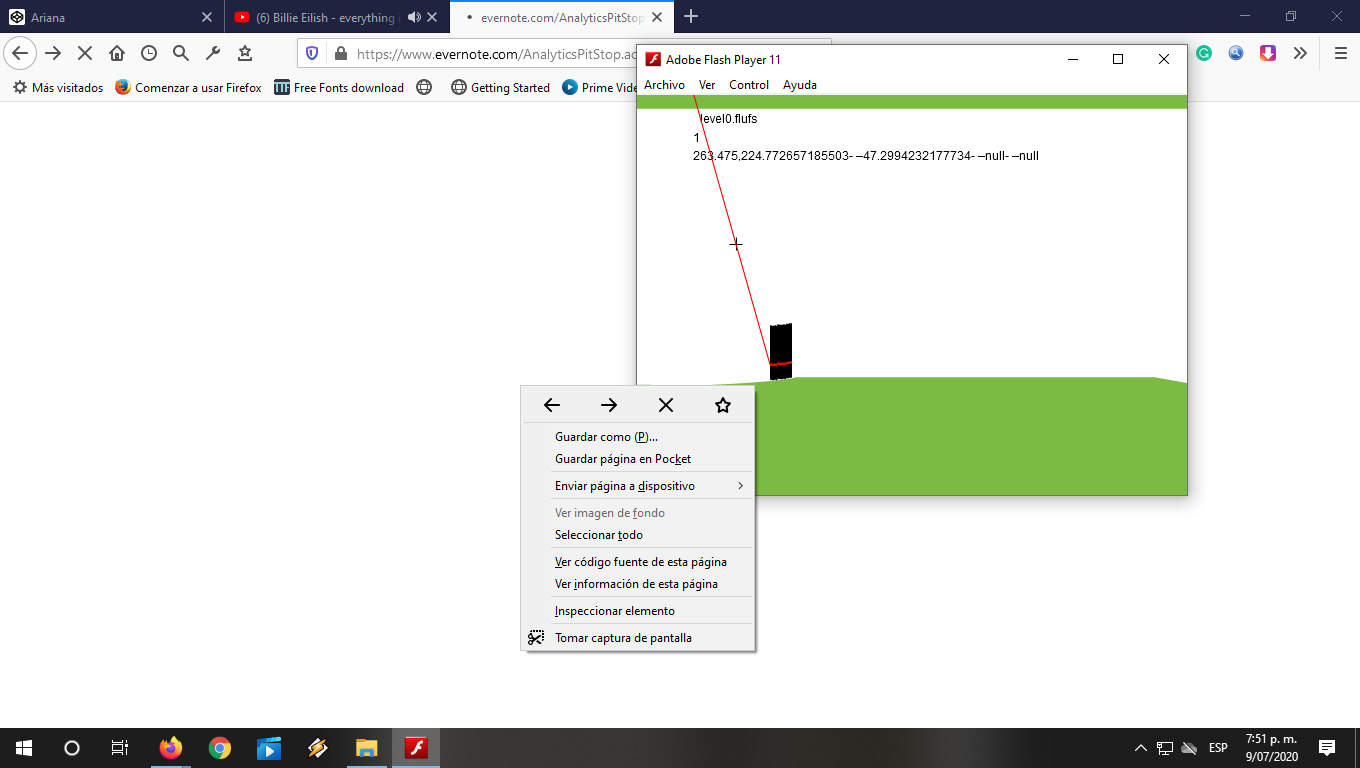 Ariana
(6) Billie Eilish - everything i
evernote.com/AnalyticsPitStop
https://www.evernote.com/AnalyticsPitStop.ac
Más visitados
Comenzar a usar Firefox
Free Fonts download
Getting Started
Prime Vide
Adobe Flash Player 11
Archivo Ver Control Ayuda
level0.flufs
1
263.475,224.772657185503- –47.2994232177734- –null- –null
Guardar como (P)...
Guardar página en Pocket
Enviar página a dispositivo
Ver imagen de fondo
Seleccionar todo
Ver código fuente de esta página
Ver información de esta página
Inspeccionar elemento
Tomar captura de pantalla
ESP
7:51 p. m.
9/07/2020